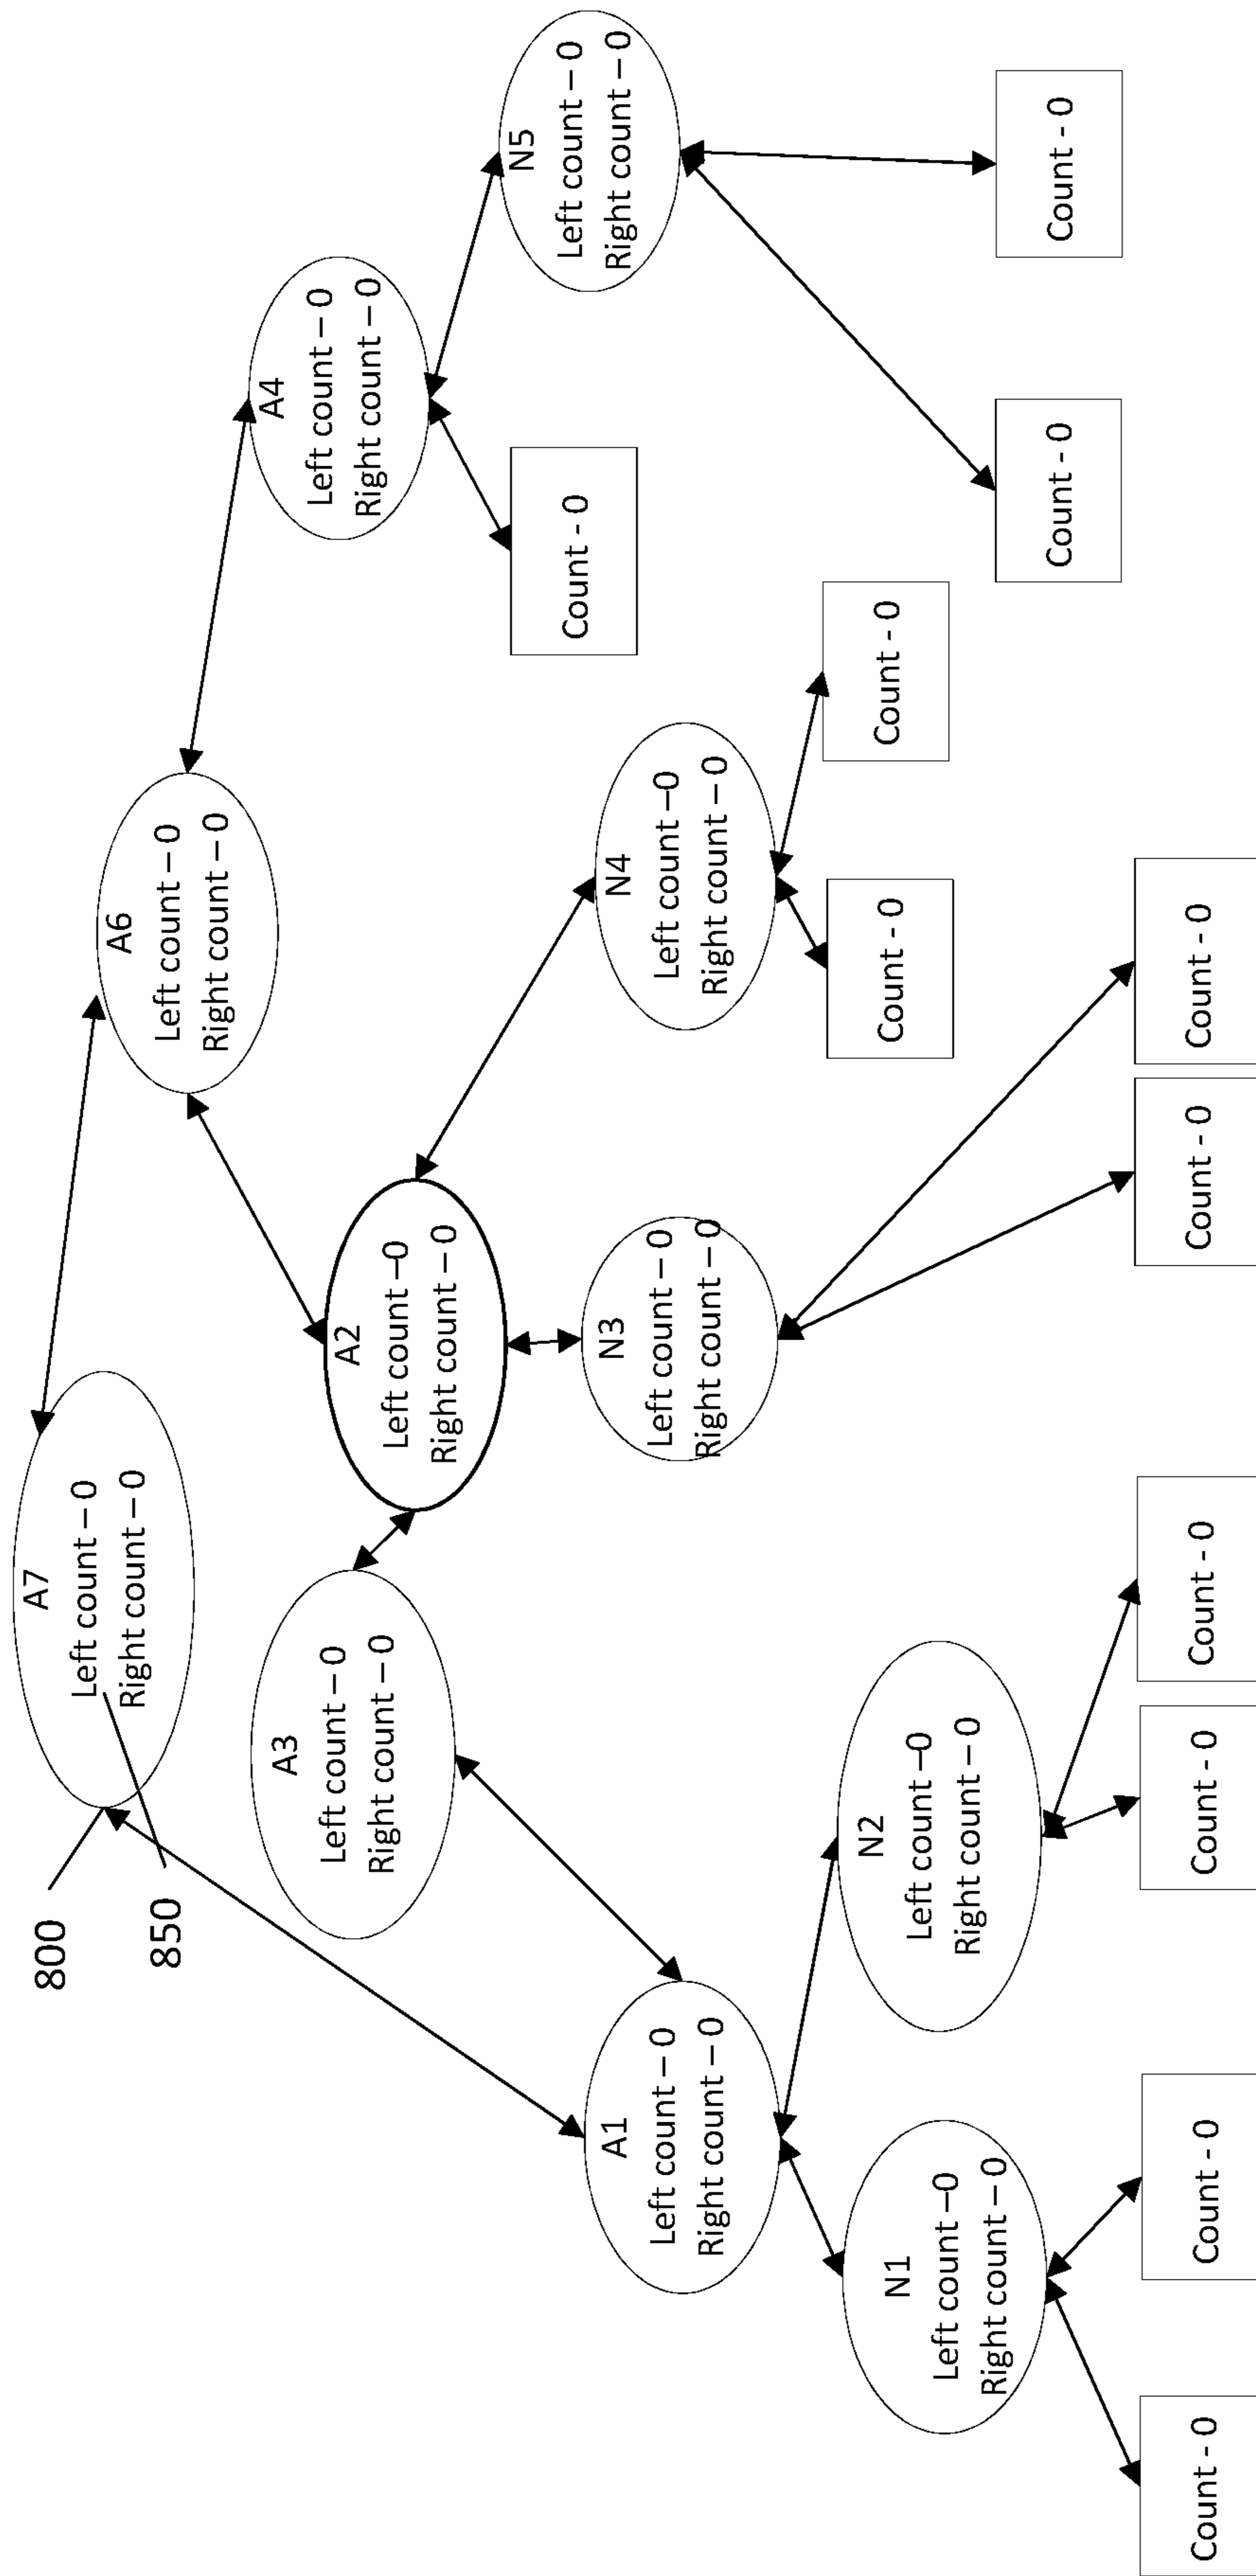 800
850
A7
Left count – 0
Right count – 0
A6
Left count – 0
Right count – 0
A3
Left count –0
Right count – 0
A2
Left count –0
Right count – 0
A4
Left count – 0
Right count – 0
A1
Left count –0
Right count – 0
N3
Left count –0
Right count – 0
N4
Left count –0
Right count – 0
Count - 0
N5
Left count – 0
Right count – 0
N1
Left count –0
Right count – 0
N2
Left count –0
Right count – 0
Count - 0
Count - 0
Count - 0
Count - 0
Count - 0
Count - 0
Count - 0
Count - 0
Count - 0
Count - 0